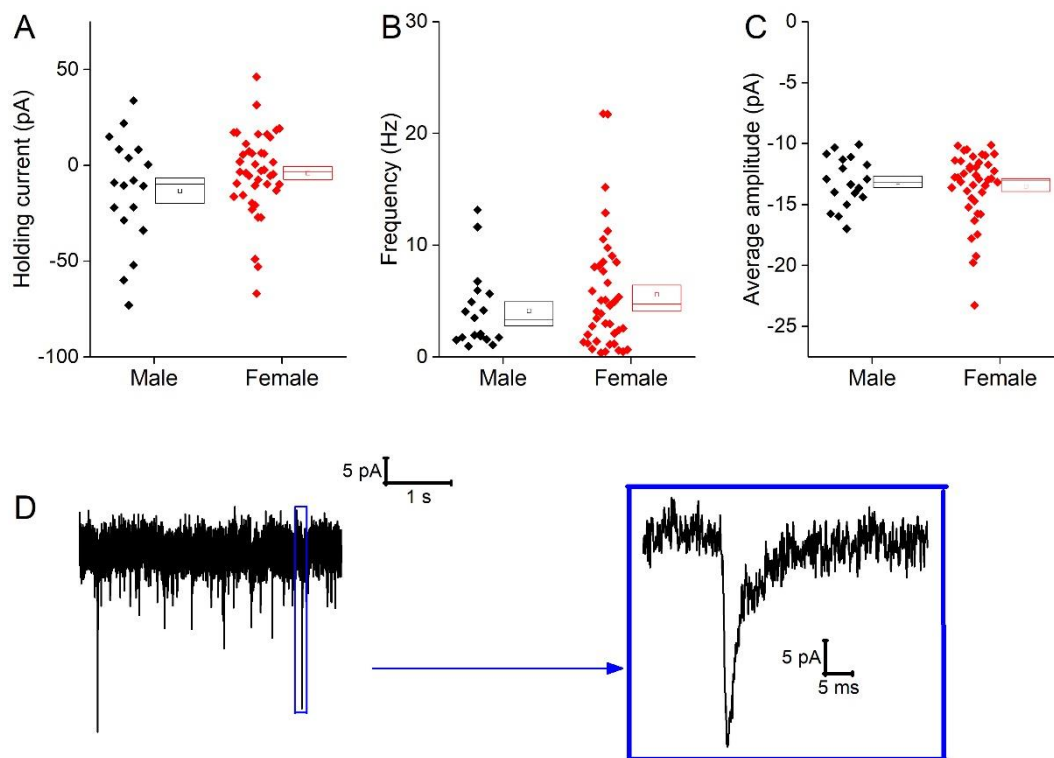 A
Holding current (pA)
50
0
-50
-100
Male
Female
B
Frequency (Hz)
30
20
10
0
Male
Female
C
Average amplitude (pA)
0
-5
-10
-15
-20
-25
Male
Female
D
5 pA
1 s
5 pA
5 ms